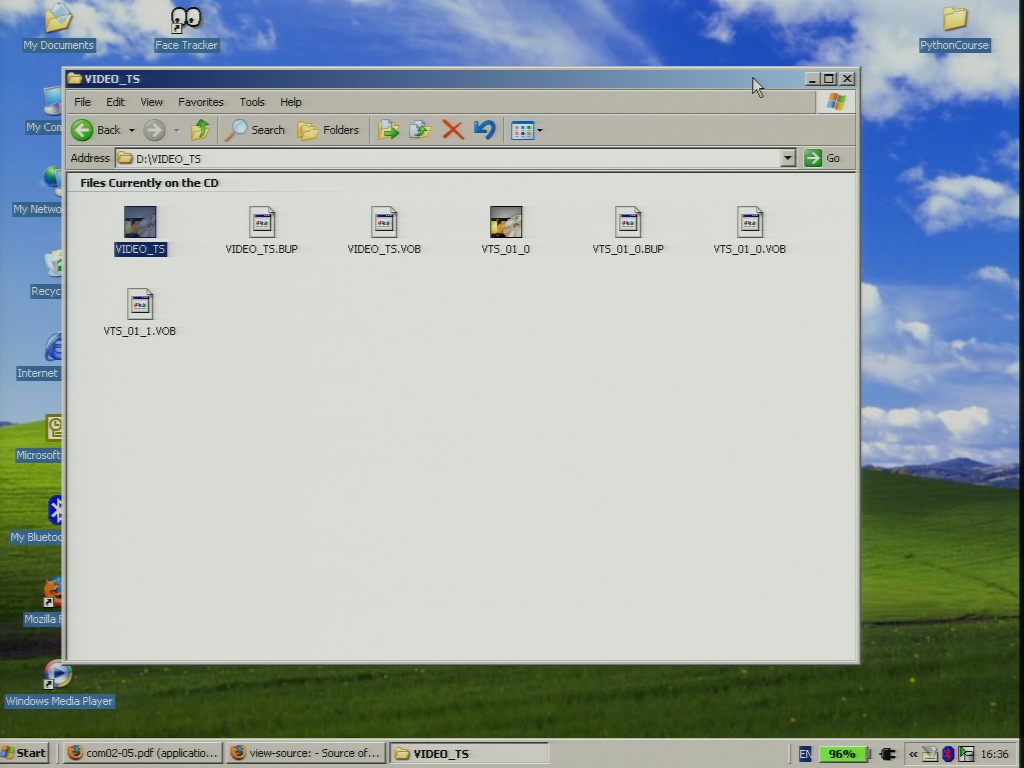 My Documents
Face Tracker
PythonCourse
VIDEO_TS
File Edit View Favorites Tools Help
Back Search Folders
Address D:\VIDEO_TS Go
Files Currently on the CD
VIDEO_TS VIDEO_TS.BUP VIDEO_TS.VOB VTS_01_0 VTS_01_0.BUP VTS_01_0.VOB
VTS_01_1.VOB
My Com
My Netwo
Recyc
Internet
Microsoft
My Bluetoo
Mozilla F
Windows Media Player
Start com02-05.pdf (applicatio... view-source: - Source of... VIDEO_TS EN 96% « 16:36